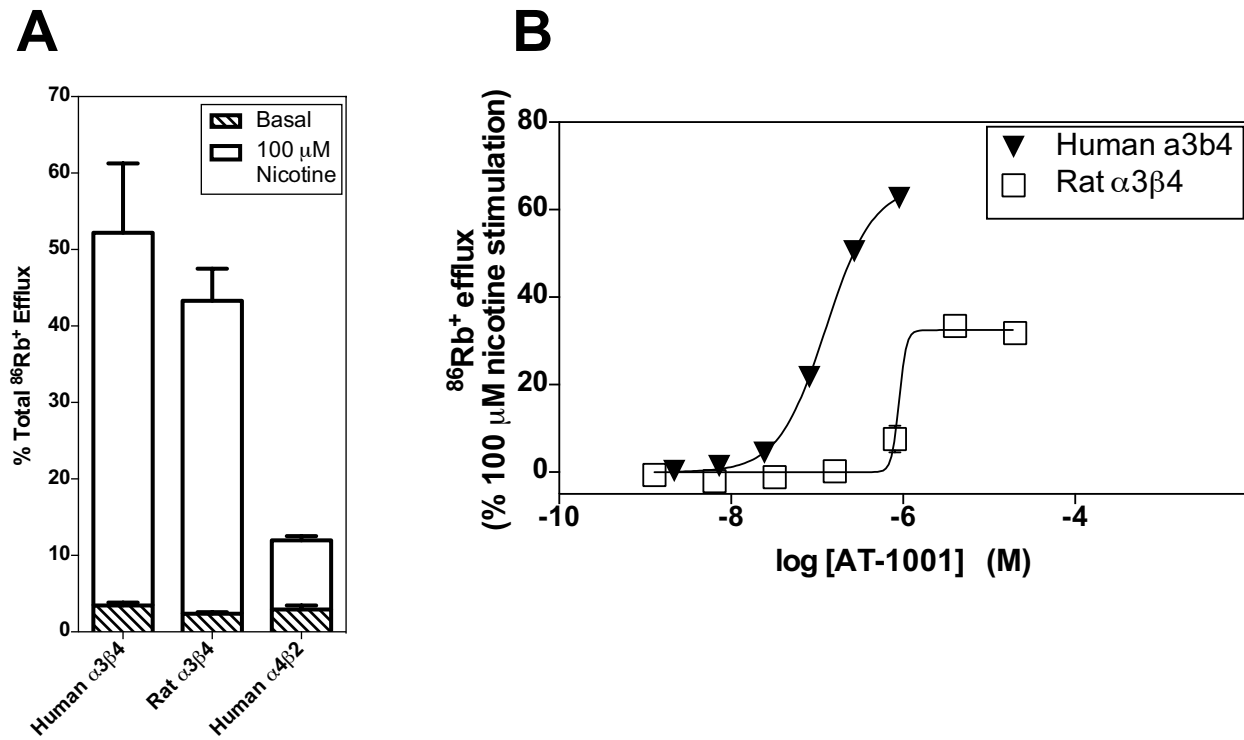 A
% Total ⁸⁶Rb⁺ Efflux
70
60
50
40
30
20
10
0
Basal
100 μM
Nicotine
Human α3β4
Rat α3β4
Human α4β2
B
⁸⁶Rb⁺ efflux
(% 100 μM nicotine stimulation)
80
60
40
20
0
Human a3b4
Rat α3β4
-10
-8
-6
-4
log [AT-1001] (M)